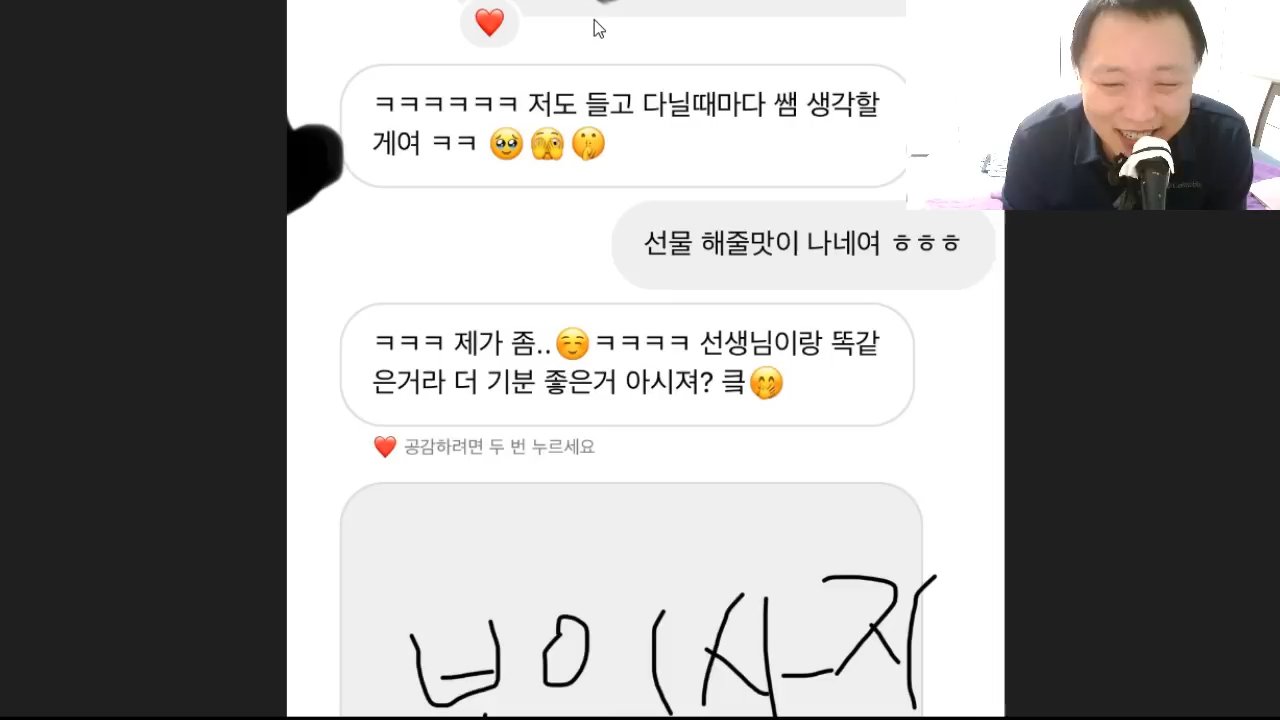 ㅋㅋㅋㅋㅋㅋ 저도 들고 다닐때마다 쌤 생각할
게여 ㅋㅋ 🥹🫣🤫
선물 해줄맛이 나네여 ㅎㅎㅎ
ㅋㅋㅋ 제가 좀..☺️ㅋㅋㅋㅋ 선생님이랑 똑같
은거라 더 기분 좋은거 아시져? 킄🤭
❤️ 공감하려면 두 번 누르세요